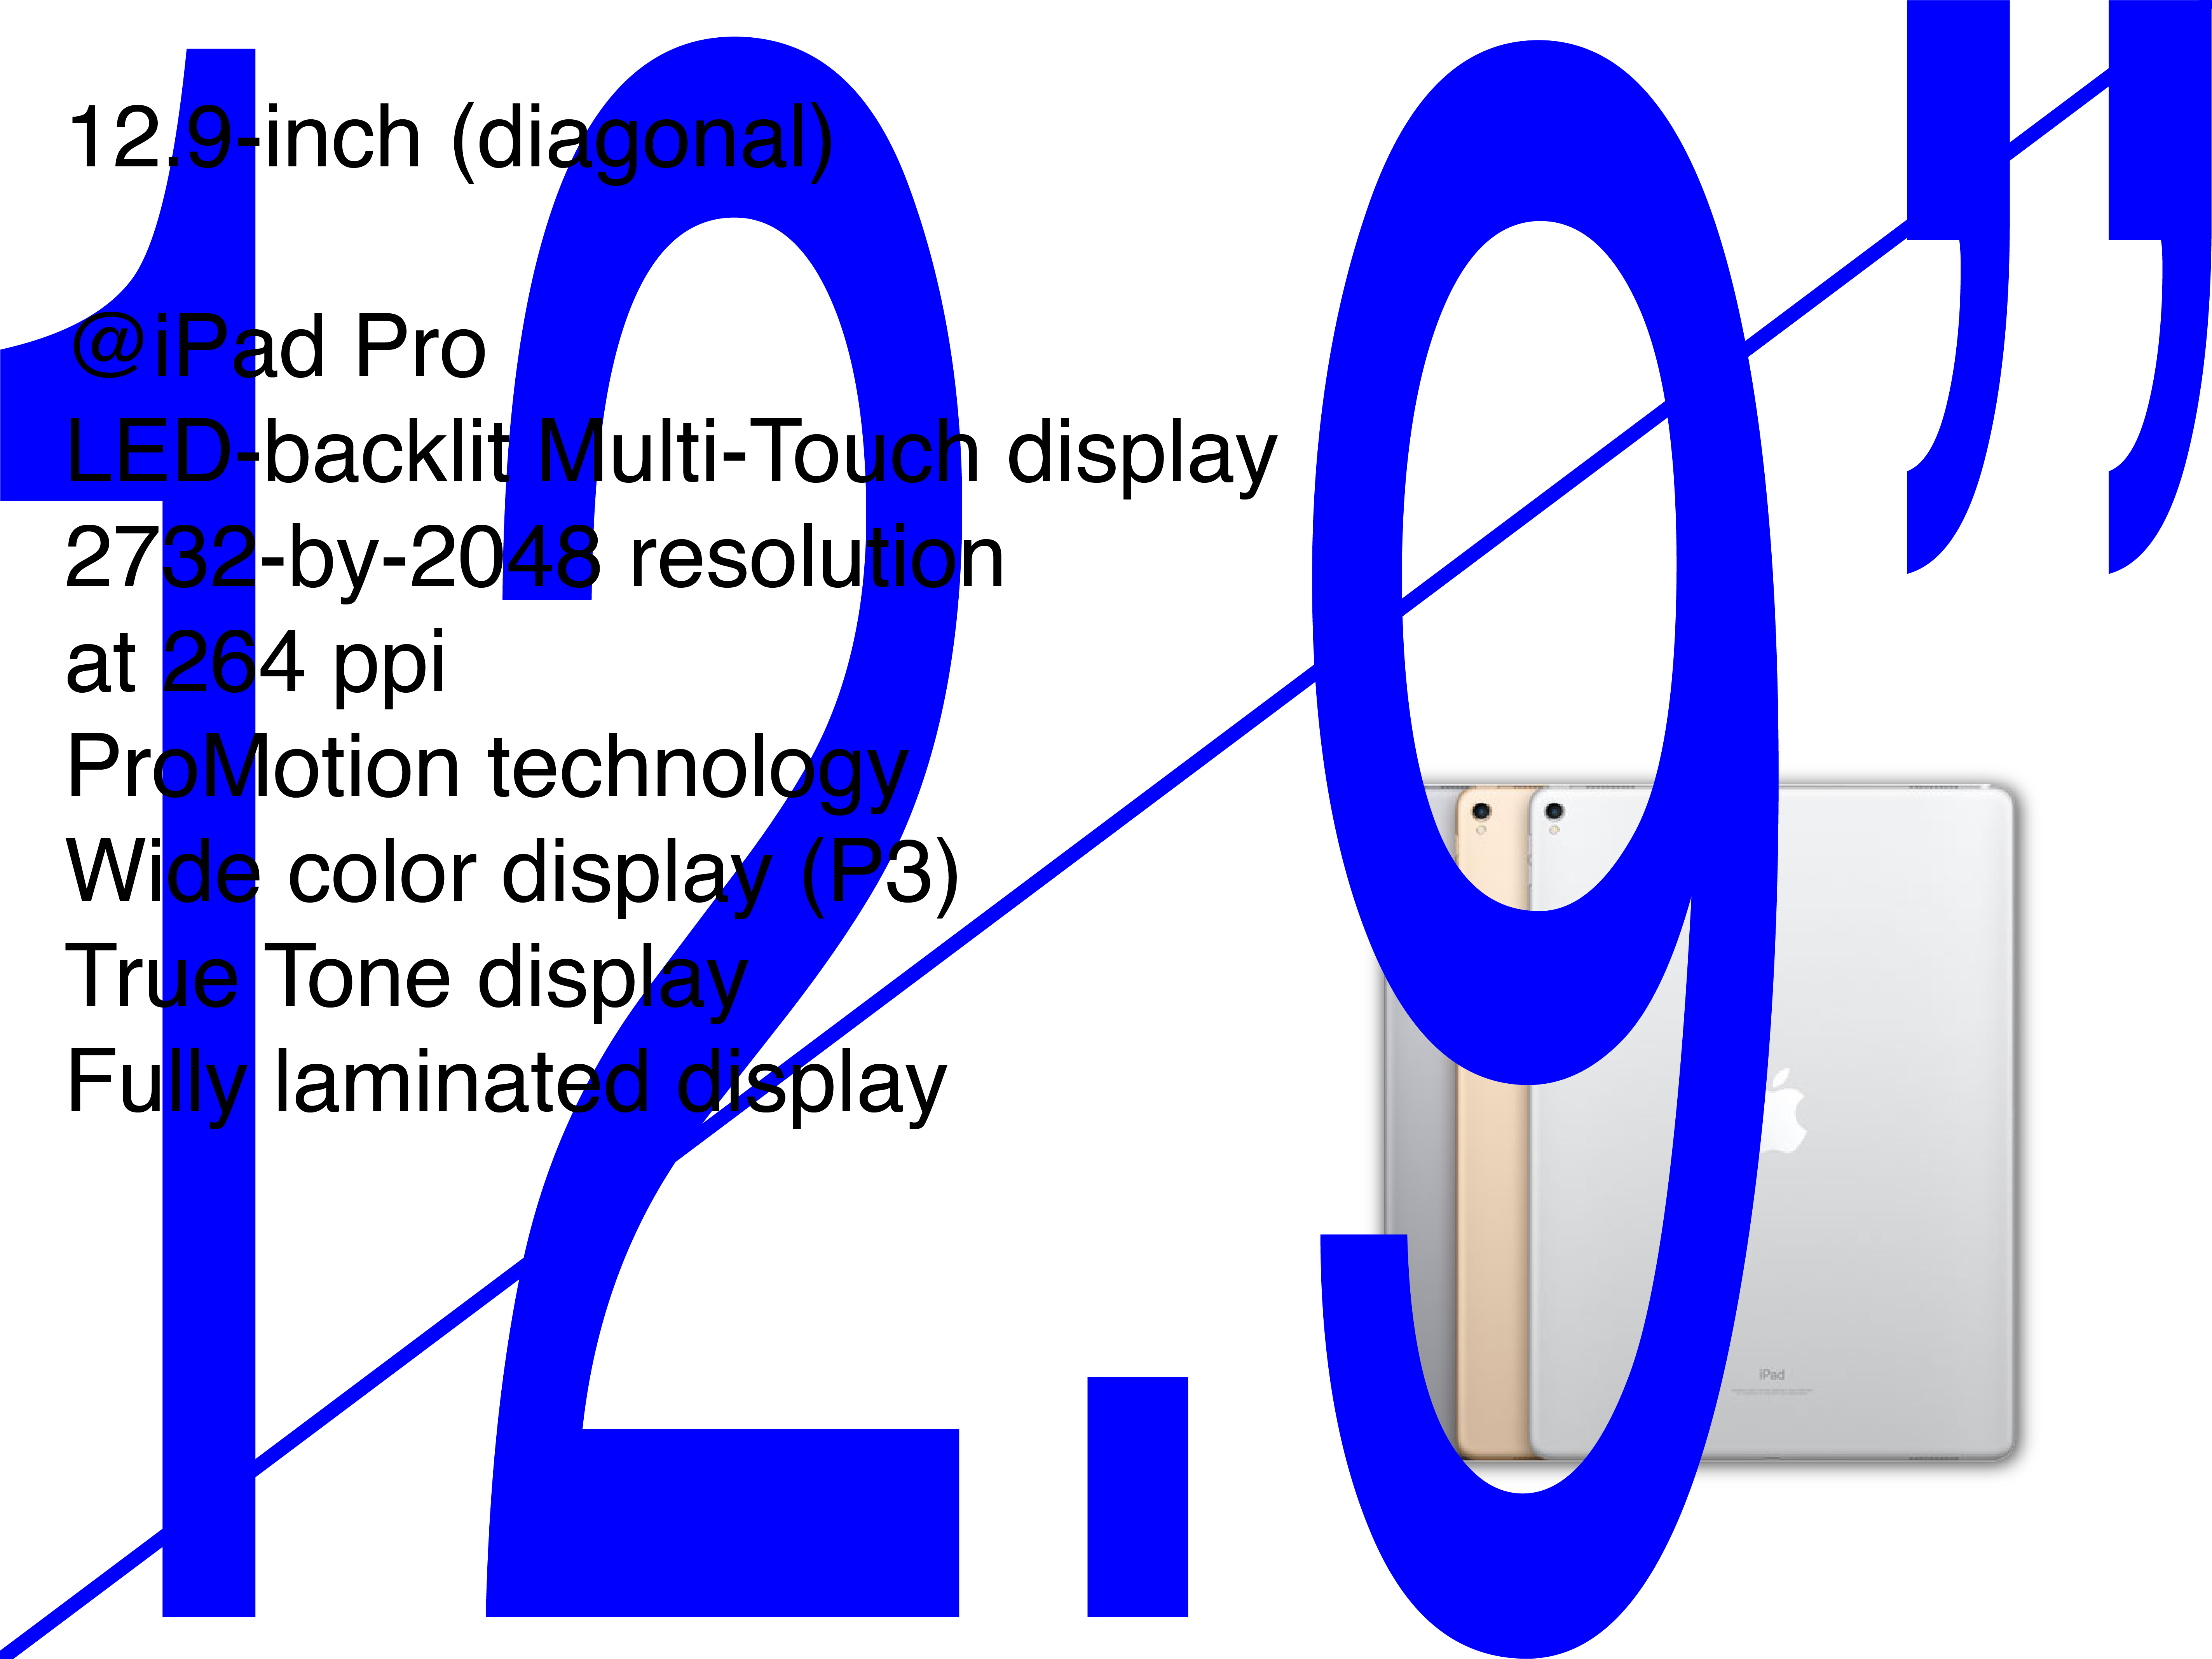 12.9”
12.9-inch (diagonal)
@iPad Pro
LED-backlit Multi-Touch display
2732-by-2048 resolution
at 264 ppi
ProMotion technology
Wide color display (P3)
True Tone display
Fully laminated display
iPad